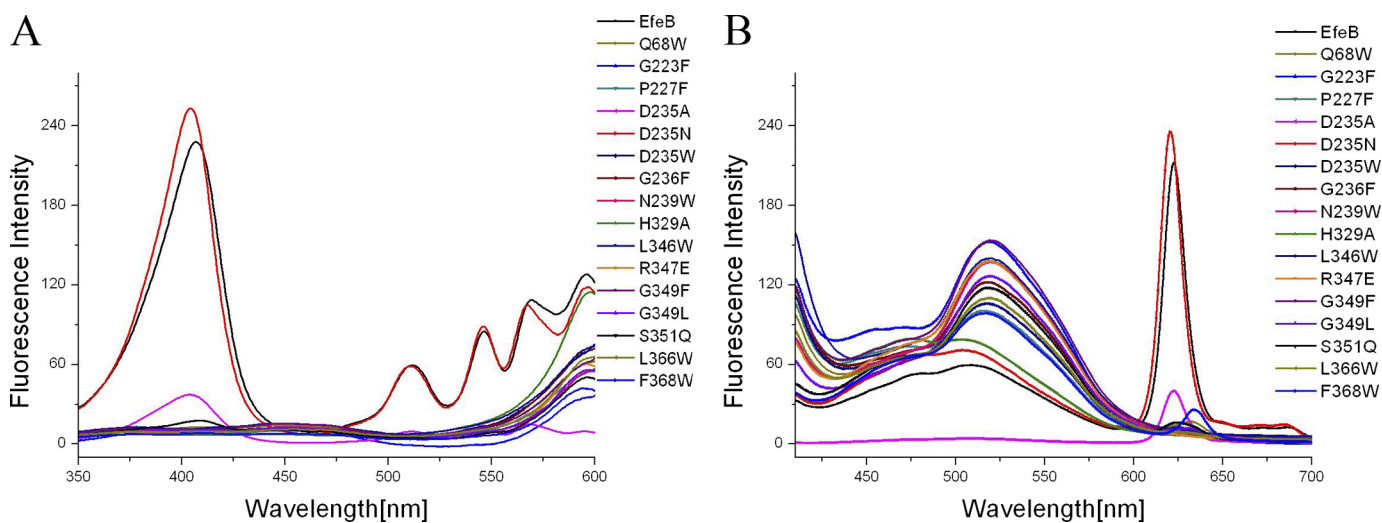 A
Fluorescence Intensity
240
180
120
60
0
350
400
450
500
550
600
Wavelength[nm]
EfeB
Q68W
G223F
P227F
D235A
D235N
D235W
G236F
N239W
H329A
L346W
R347E
G349F
G349L
S351Q
L366W
F368W
B
Fluorescence Intensity
240
180
120
60
0
450
500
550
600
650
700
Wavelength[nm]
EfeB
Q68W
G223F
P227F
D235A
D235N
D235W
G236F
N239W
H329A
L346W
R347E
G349F
G349L
S351Q
L366W
F368W